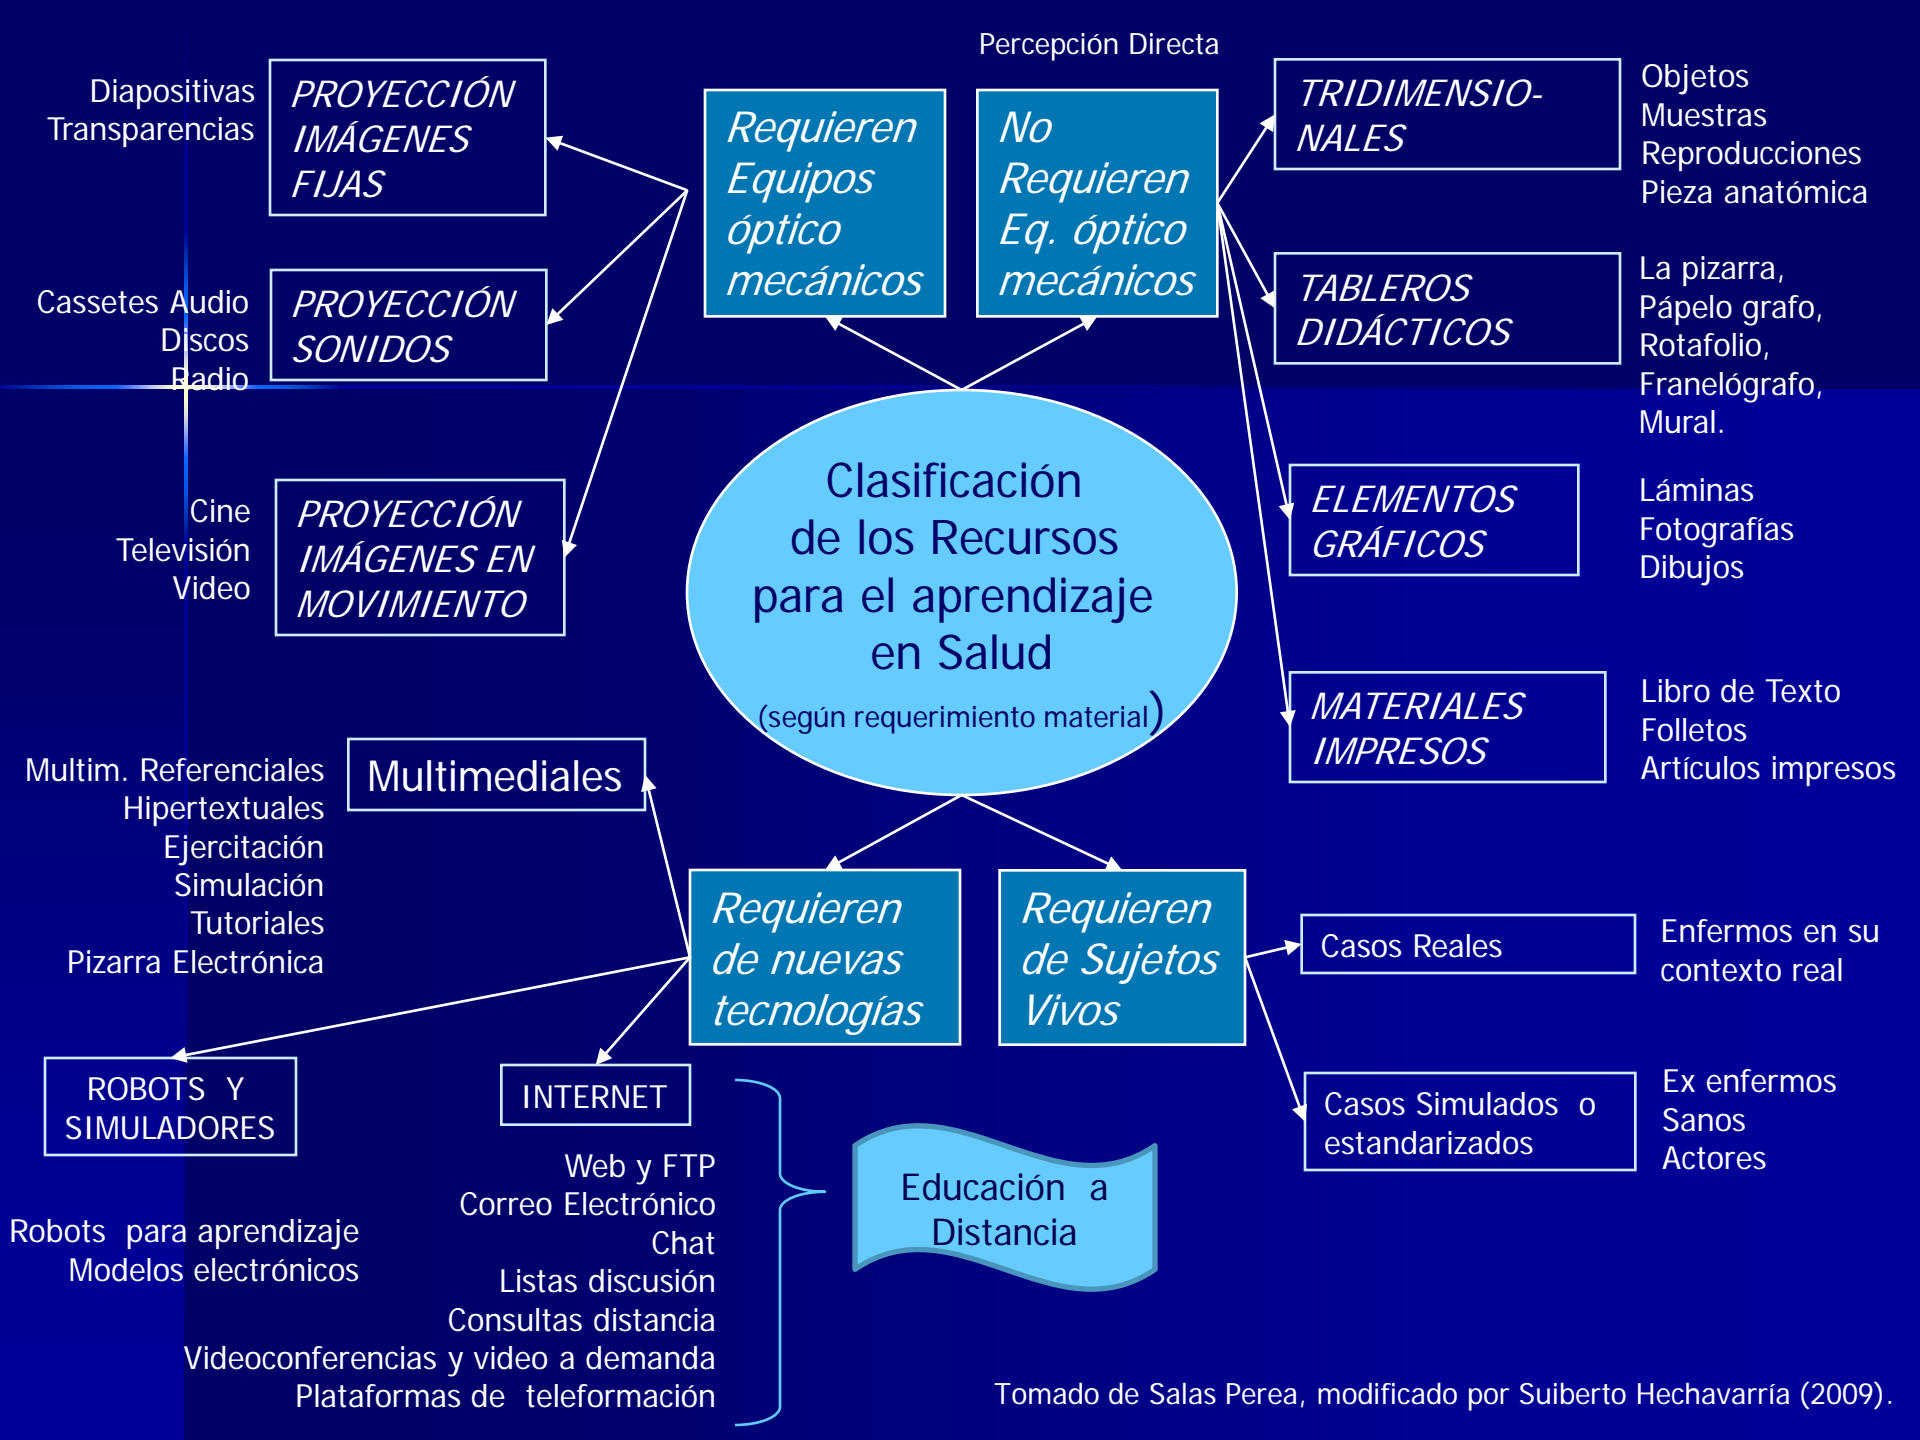 Percepción Directa
Diapositivas
Transparencias
PROYECCIÓN
IMÁGENES
FIJAS
Requieren
Equipos
óptico
mecánicos
No
Requieren
Eq. óptico
mecánicos
TRIDIMENSIO-
NALES
Objetos
Muestras
Reproducciones
Pieza anatómica
Cassetes Audio
Discos
Radio
PROYECCIÓN
SONIDOS
TABLEROS
DIDÁCTICOS
La pizarra,
Pápelo grafo,
Rotafolio,
Franelógrafo,
Mural.
Cine
Televisión
Video
PROYECCIÓN
IMÁGENES EN
MOVIMIENTO
Clasificación
de los Recursos
para el aprendizaje
en Salud
(según requerimiento material)
ELEMENTOS
GRÁFICOS
Láminas
Fotografías
Dibujos
MATERIALES
IMPRESOS
Libro de Texto
Folletos
Artículos impresos
Multim. Referenciales
Hipertextuales
Ejercitación
Simulación
Tutoriales
Pizarra Electrónica
Multimediales
Requieren
de nuevas
tecnologías
Requieren
de Sujetos
Vivos
Casos Reales
Enfermos en su
contexto real
ROBOTS Y
SIMULADORES
INTERNET
Casos Simulados o
estandarizados
Ex enfermos
Sanos
Actores
Robots para aprendizaje
Modelos electrónicos
Web y FTP
Correo Electrónico
Chat
Listas discusión
Consultas distancia
Videoconferencias y video a demanda
Plataformas de teleformación
Educación a
Distancia
Tomado de Salas Perea, modificado por Suiberto Hechavarría (2009).